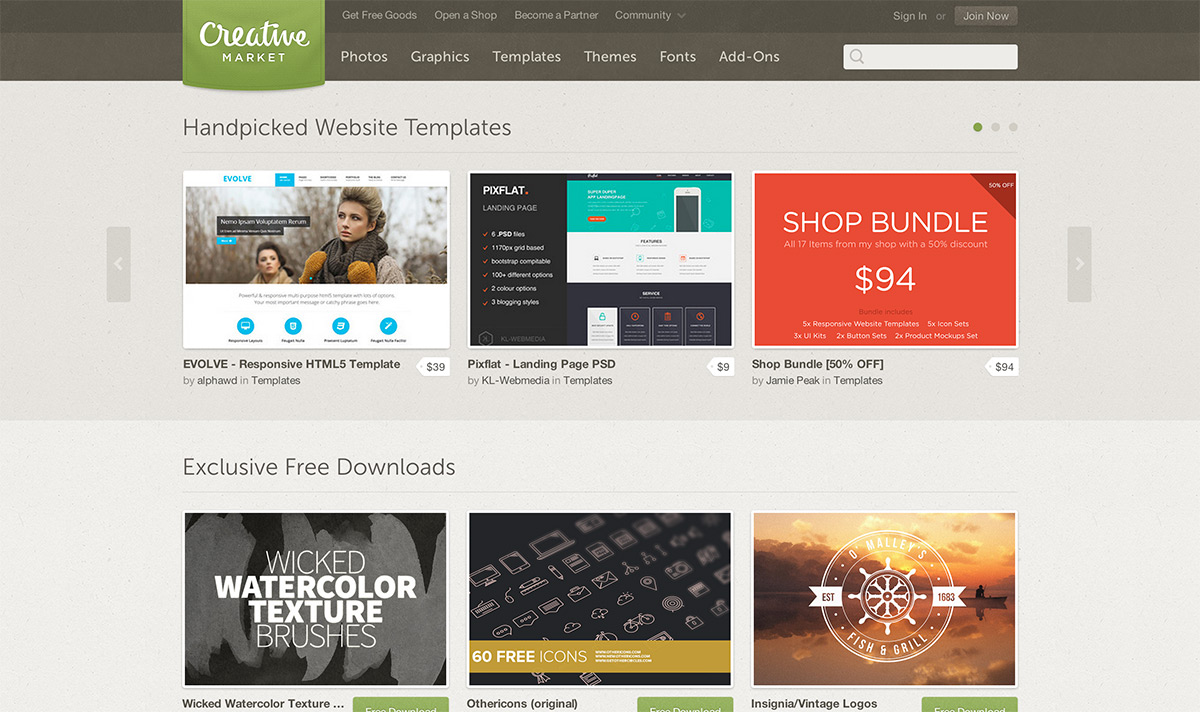 Get Free Goods Open a Shop Become a Partner Community
Sign In or Join Now
Creative
MARKET
Photos Graphics Templates Themes Fonts Add-Ons
Handpicked Website Templates
EVOLVE
Nemo Ipsam Voluptatem Rerum
Powerful & responsive multi purpose html5 template with lots of options.
Your most important message or catchy phrase goes here.
Responsive Layouts
EVOLVE - Responsive HTML5 Template
$39
by alphawd in Templates
PIXFLAT.
LANDING PAGE
6 .PSD files
1170px grid based
bootstrap compitable
100+ different options
2 colour options
3 blogging styles
KL-WEBMEDIA
SUPER DUPER
APP LANDINGPAGE
FEATURES
SERVICE
Pixflat - Landing Page PSD
$9
by KL-Webmedia in Templates
50% OFF
SHOP BUNDLE
All 17 Items from my shop with a 50% discount
$94
Bundle includes
5x Responsive Website Templates 5x Icon Sets
3x UI Kits 2x Button Sets 2x Product Mockups Set
Shop Bundle [50% OFF]
$94
by Jamie Peak in Templates
Exclusive Free Downloads
WICKED
WATERCOLOR
TEXTURE
BRUSHES
Wicked Watercolor Texture ...
Free Download
60 FREE ICONS
Othericons (original)
Free Download
O'MALLEY'S
EST 1683
FISH & GRILL
Insignia/Vintage Logos
Free Download